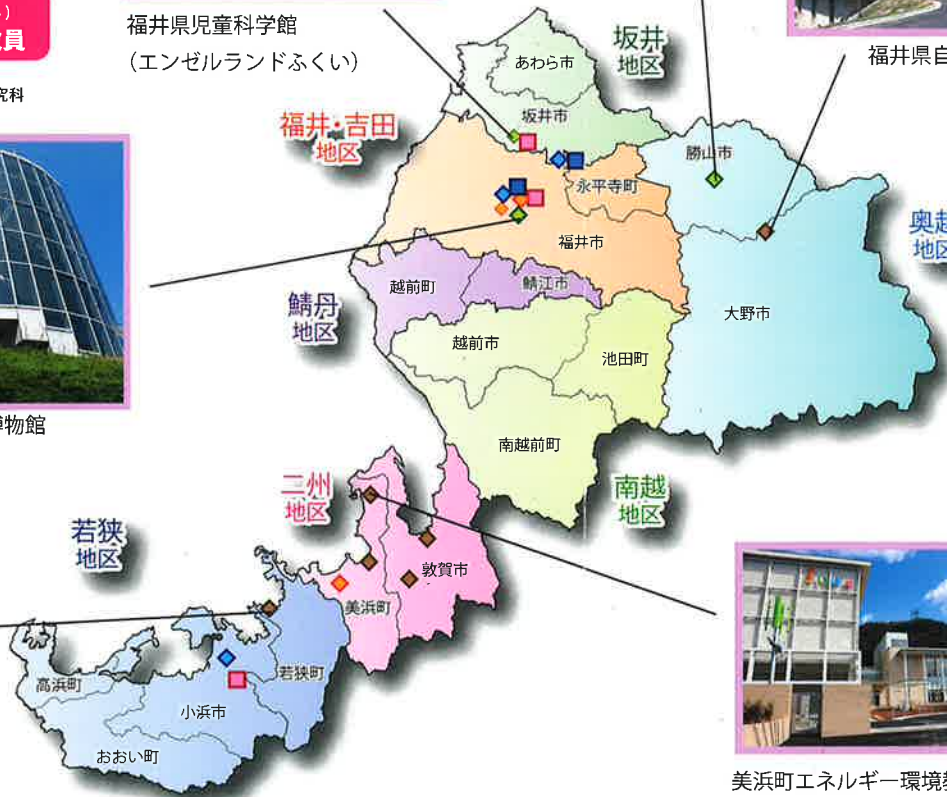 福井県児童科学館
（エンゼルランドふくい）
福井県自
坂井
地区
あわら市
坂井市
福井・吉田
地区
勝山市
永平寺町
福井市
奥越
地区
越前町
鯖江市
鯖丹
地区
大野市
越前市
池田町
博物館
南越前町
二州
地区
南越
地区
若狭
地区
敦賀市
美浜町
若狭町
高浜町
小浜市
おおい町
美浜町エネルギー環境教